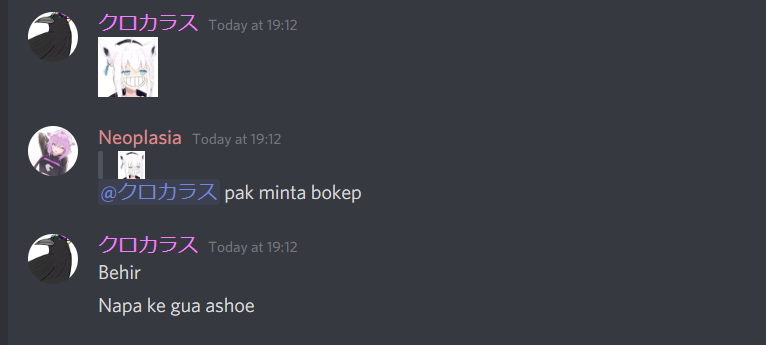 クロカラス Today at 19:12
Neoplasia Today at 19:12
@クロカラス pak minta bokep
クロカラス Today at 19:12
Behir
Napa ke gua ashoe